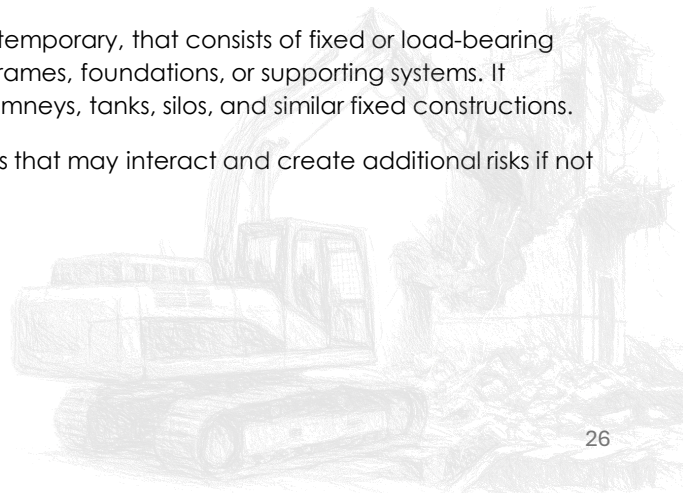 temporary, that consists of fixed or load-bearing
rames, foundations, or supporting systems. It
mneys, tanks, silos, and similar fixed constructions.
s that may interact and create additional risks if not
26